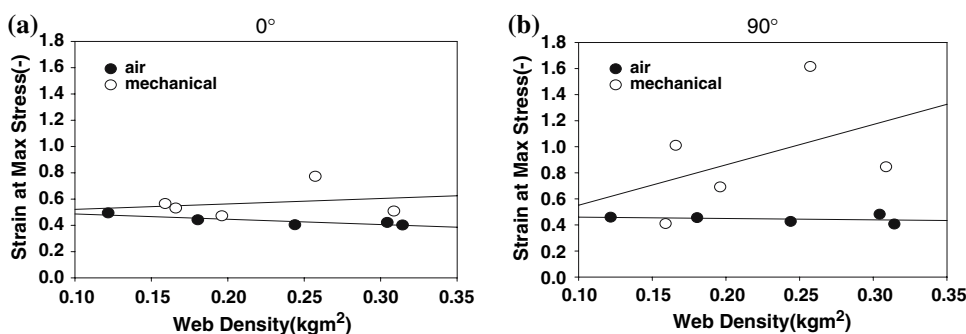 (a)
0°
Strain at Max Stress(-)
1.8
1.6
1.4
1.2
1.0
0.8
0.6
0.4
0.2
0.0
air
mechanical
0.10 0.15 0.20 0.25 0.30 0.35
Web Density(kgm²)
(b)
90°
Strain at Max Stress(-)
1.8
1.6
1.4
1.2
1.0
0.8
0.6
0.4
0.2
0.0
air
mechanical
0.10 0.15 0.20 0.25 0.30 0.35
Web Density(kgm²)